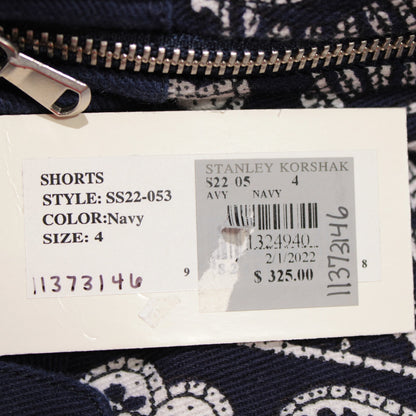 SHORTS
STYLE: SS22-053
COLOR:Navy
SIZE: 4
11373146
9
STANLEY KORSHAK
S22 05 4
AVY NAVY
1324940
2/1/2022
$ 325.00
8
11373146